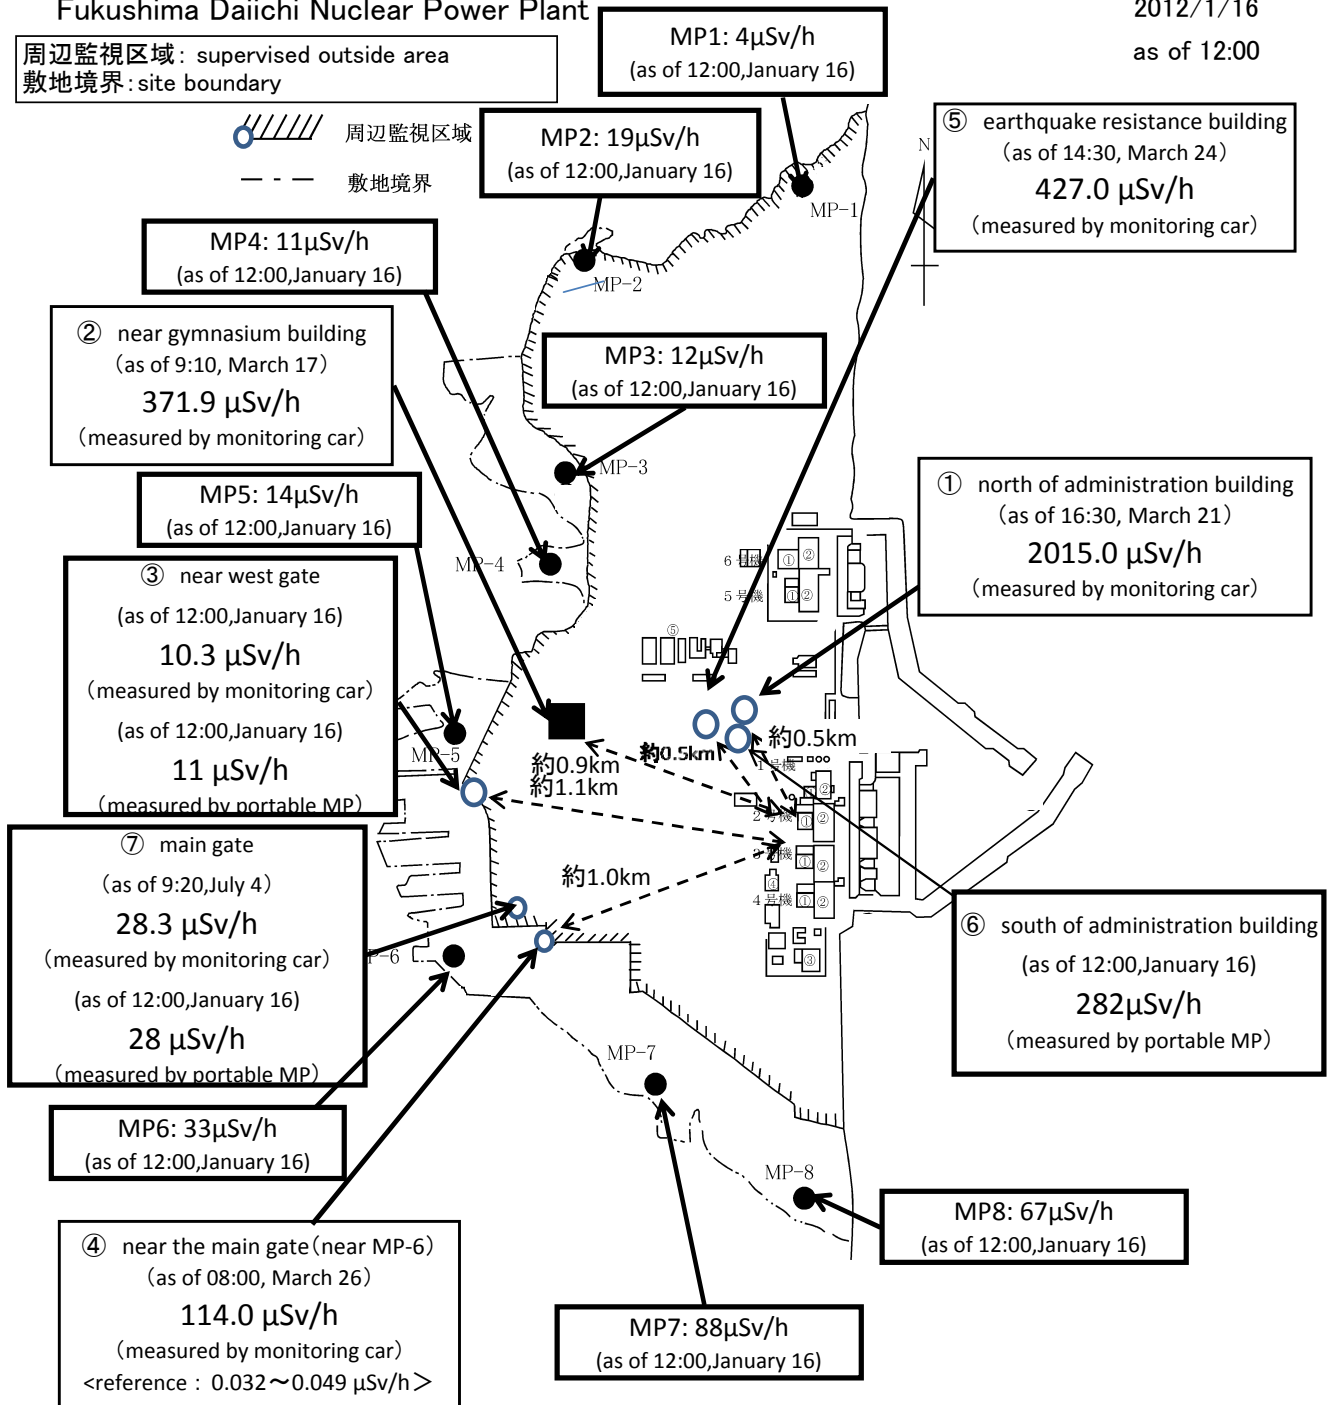 Fukushima Daiichi Nuclear Power Plant
2012/1/16
as of 12:00
周辺監視区域: supervised outside area
敷地境界:site boundary
周辺監視区域
敷地境界
MP1: 4μSv/h
(as of 12:00,January 16)
MP2: 19μSv/h
(as of 12:00,January 16)
⑤ earthquake resistance building
(as of 14:30, March 24)
427.0 μSv/h
(measured by monitoring car)
N
MP-1
MP4: 11μSv/h
(as of 12:00,January 16)
MP-2
② near gymnasium building
(as of 9:10, March 17)
371.9 μSv/h
(measured by monitoring car)
MP3: 12μSv/h
(as of 12:00,January 16)
MP-3
MP5: 14μSv/h
(as of 12:00,January 16)
① north of administration building
(as of 16:30, March 21)
2015.0 μSv/h
(measured by monitoring car)
MP-4
6号機
① ②
5号機
① ②
③ near west gate
(as of 12:00,January 16)
10.3 μSv/h
(measured by monitoring car)
(as of 12:00,January 16)
11 μSv/h
(measured by portable MP)
⑤
MP-5
約0.5km
約0.5km
約0.9km
約1.1km
1号機
②
2号機
① ②
3号機
① ②
④
4号機
① ②
③
約1.0km
⑦ main gate
(as of 9:20,July 4)
28.3 μSv/h
(measured by monitoring car)
(as of 12:00,January 16)
28 μSv/h
(measured by portable MP)
P-6
⑥ south of administration building
(as of 12:00,January 16)
282μSv/h
(measured by portable MP)
MP-7
MP6: 33μSv/h
(as of 12:00,January 16)
MP-8
MP8: 67μSv/h
(as of 12:00,January 16)
④ near the main gate(near MP-6)
(as of 08:00, March 26)
114.0 μSv/h
(measured by monitoring car)
<reference : 0.032～0.049 μSv/h＞
MP7: 88μSv/h
(as of 12:00,January 16)